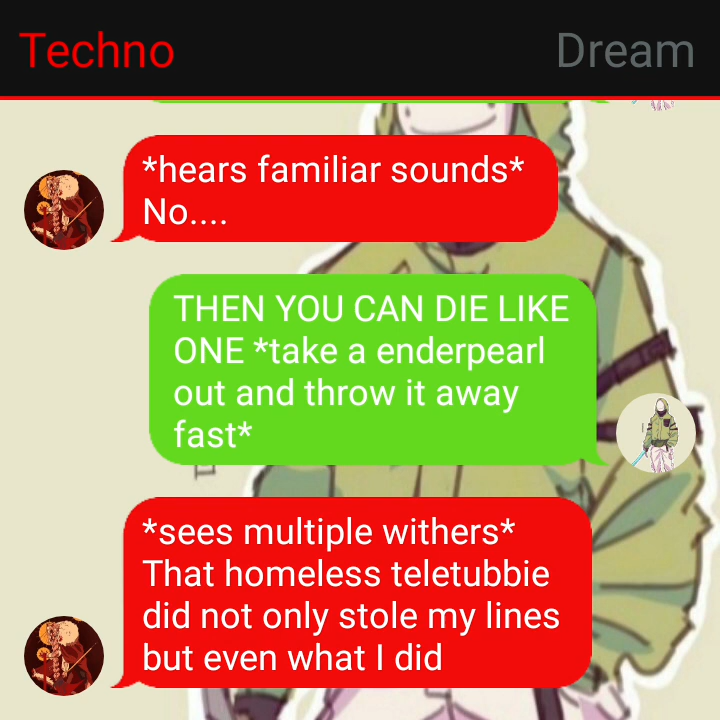 Techno
Dream
*hears familiar sounds*
No....
THEN YOU CAN DIE LIKE
ONE *take a enderpearl
out and throw it away
fast*
*sees multiple withers*
That homeless teletubbie
did not only stole my lines
but even what I did